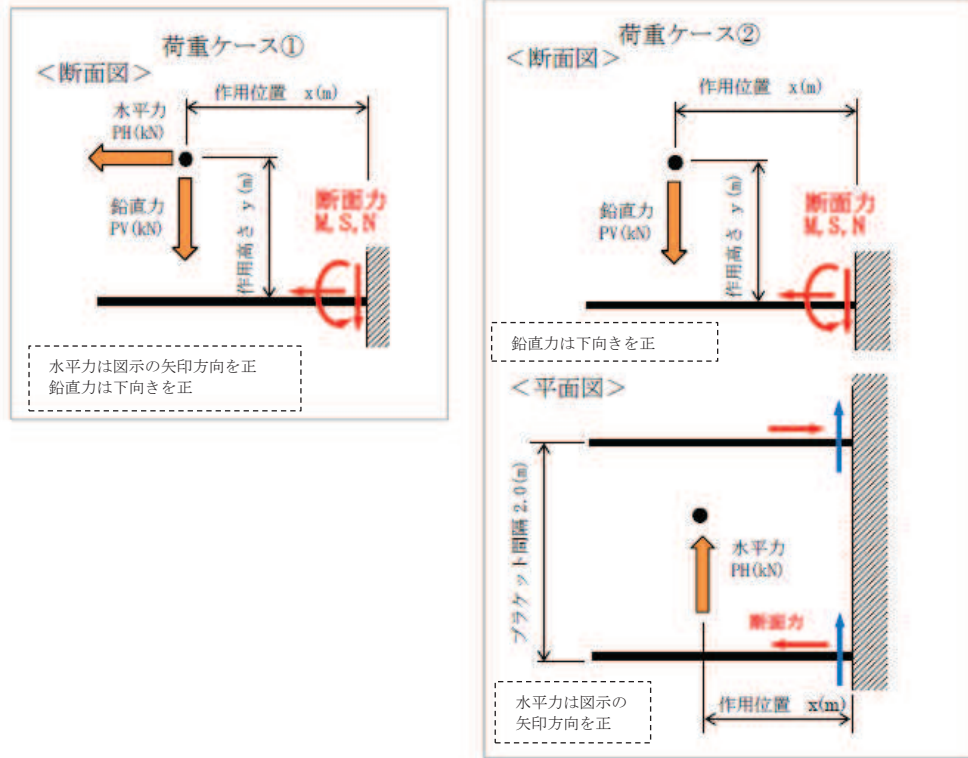 荷重ケース①
<断面図>
作用位置 x(m)
水平力
PH(kN)
鉛直力
PV(kN)
作用高さ y(m)
断面力
M,S,N
水平力は図示の矢印方向を正
鉛直力は下向きを正
荷重ケース②
<断面図>
作用位置 x(m)
鉛直力
PV(kN)
作用高さ y(m)
断面力
M,S,N
鉛直力は下向きを正
<平面図>
ブラケット間隔 2.0(m)
水平力
PH(kN)
断面力
作用位置 x(m)
水平力は図示の
矢印方向を正